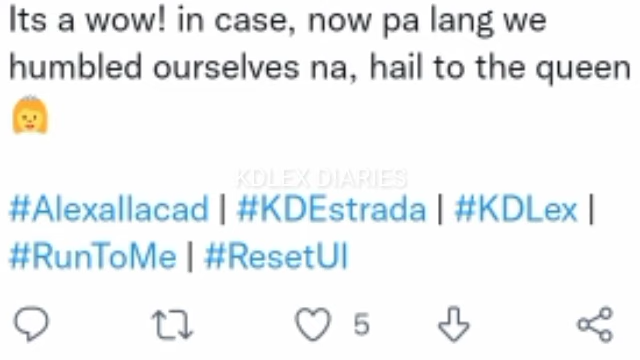 Its a wow! in case, now pa lang we
humbled ourselves na, hail to the queen
👸
KDLEX DIARIES
#Alexallacad | #KDEstrada | #KDLex |
#RunToMe | #ResetUI
5